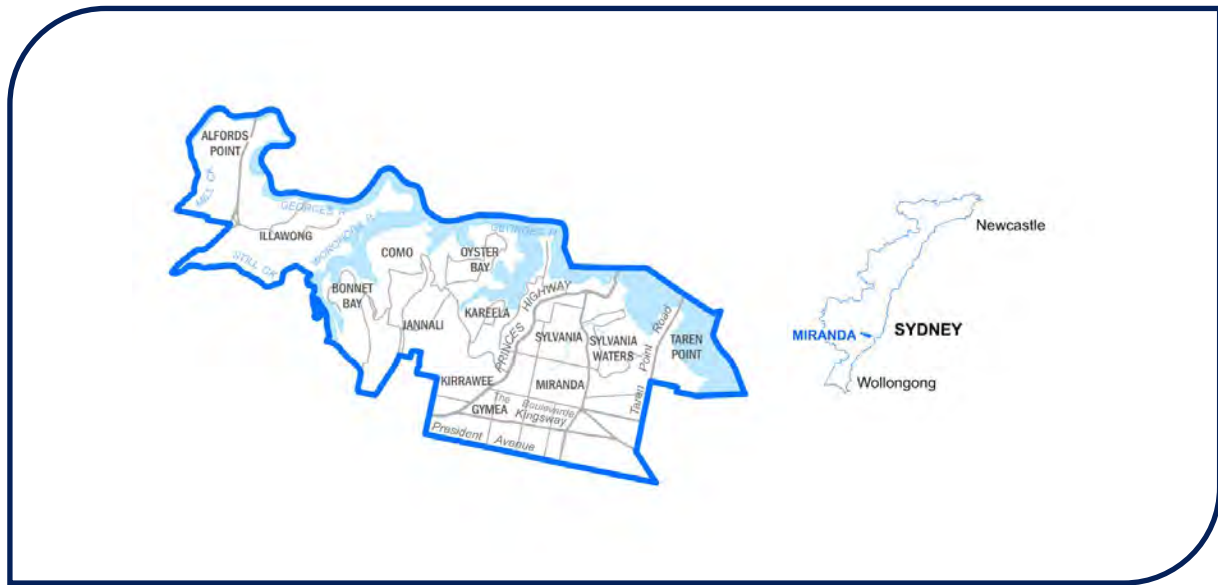 ALFORDS
POINT
MILL CK
GEORGES R
ILLAWONG
STILL CK
WORONORA R
COMO
OYSTER
BAY
GEORGES R
BONNET
BAY
JANNALI
KAREELA
PRINCES HIGHWAY
SYLVANIA
SYLVANIA
WATERS
TAREN
POINT
Taren Point Road
KIRRAWEE
MIRANDA
GYMEA
The Boulevarde
Kingsway
President Avenue
Newcastle
MIRANDA
SYDNEY
Wollongong